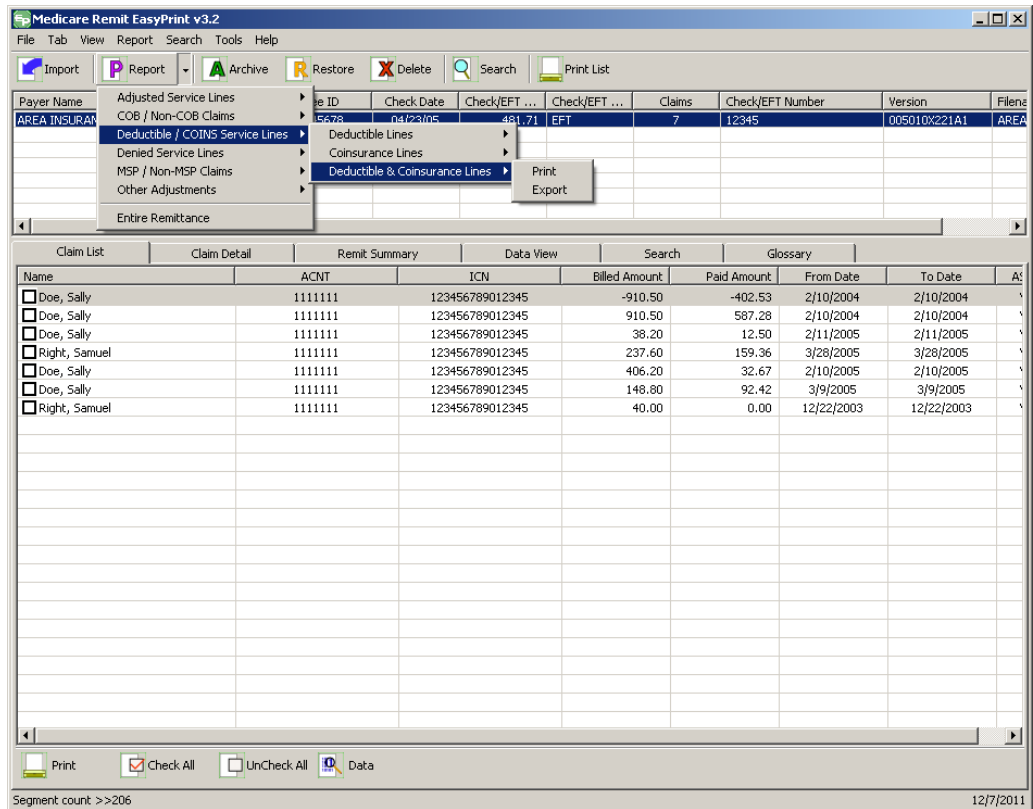 Medicare Remit EasyPrint v3.2
File Tab View Report Search Tools Help
Import Report Archive Restore Delete Search Print List
Payer Name ee ID Check Date Check/EFT ... Check/EFT ... Claims Check/EFT Number Version Filena
AREA INSURAN 5678 04/23/05 481.71 EFT 7 12345 005010X221A1 AREA
Adjusted Service Lines
COB / Non-COB Claims
Deductible / COINS Service Lines
Denied Service Lines
MSP / Non-MSP Claims
Other Adjustments
Entire Remittance
Deductible Lines
Coinsurance Lines
Deductible & Coinsurance Lines
Print
Export
Claim List Claim Detail Remit Summary Data View Search Glossary
Name ACNT ICN Billed Amount Paid Amount From Date To Date
Doe, Sally 1111111 123456789012345 -910.50 -402.53 2/10/2004 2/10/2004
Doe, Sally 1111111 123456789012345 910.50 587.28 2/10/2004 2/10/2004
Doe, Sally 1111111 123456789012345 38.20 12.50 2/11/2005 2/11/2005
Right, Samuel 1111111 123456789012345 237.60 159.36 3/28/2005 3/28/2005
Doe, Sally 1111111 123456789012345 406.20 32.67 2/10/2005 2/10/2005
Doe, Sally 1111111 123456789012345 148.80 92.42 3/9/2005 3/9/2005
Right, Samuel 1111111 123456789012345 40.00 0.00 12/22/2003 12/22/2003
Print Check All UnCheck All Data
Segment count >>206 12/7/2011